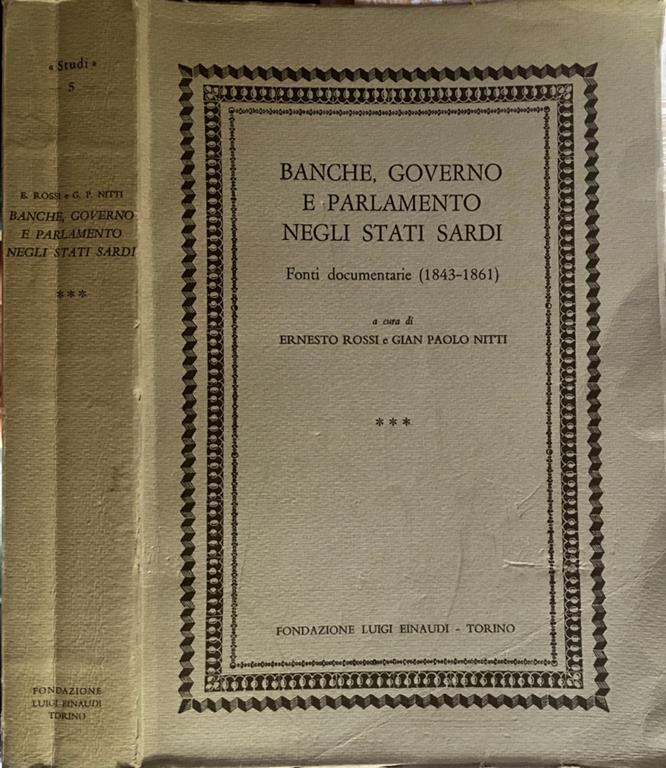 « Studi »
5
E. ROSSI e G. P. NITTI
BANCHE, GOVERNO
E PARLAMENTO
NEGLI STATI SARDI
***
FONDAZIONE
LUIGI EINAUDI
TORINO
BANCHE, GOVERNO
E PARLAMENTO
NEGLI STATI SARDI
Fonti documentarie (1843-1861)
a cura di
ERNESTO ROSSI e GIAN PAOLO NITTI
***
FONDAZIONE LUIGI EINAUDI - TORINO